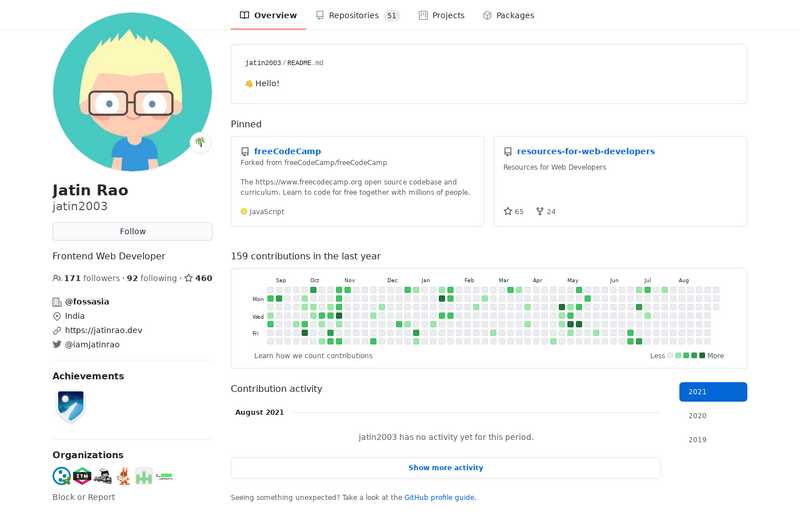 Overview
Repositories 51
Projects
Packages
jatin2003 / README.md
Hello!
Pinned
freeCodeCamp
Forked from freeCodeCamp/freeCodeCamp
The https://www.freecodecamp.org open source codebase and
curriculum. Learn to code for free together with millions of people.
JavaScript
resources-for-web-developers
Resources for Web Developers
65 24
Jatin Rao
jatin2003
Follow
Frontend Web Developer
171 followers · 92 following · 460
@fossasia
India
https://jatinrao.dev
@iamjatinrao
Achievements
Organizations
Block or Report
159 contributions in the last year
Sep Oct Nov Dec Jan Feb Mar Apr May Jun Jul Aug
Mon
Wed
Fri
Learn how we count contributions
Less More
Contribution activity
2021
2020
2019
August 2021
jatin2003 has no activity yet for this period.
Show more activity
Seeing something unexpected? Take a look at the GitHub profile guide.